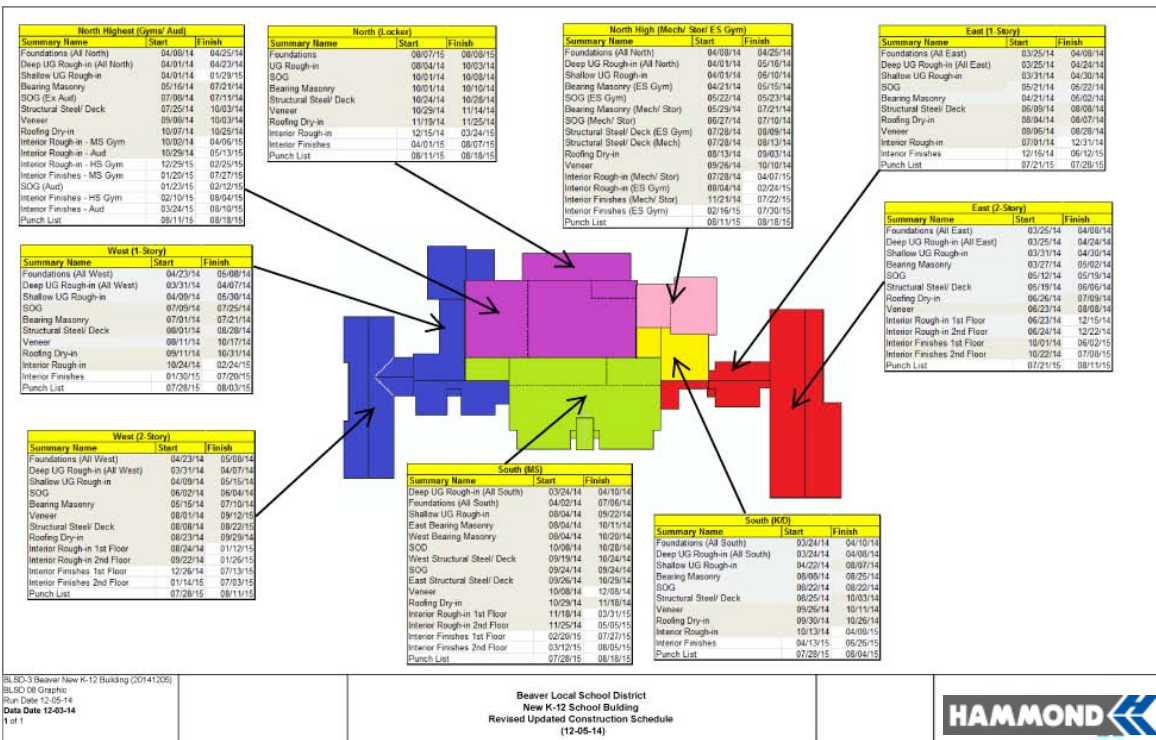 North Highest (Gyms/ Aud)
Summary Name Start Finish
Foundations (All North) 04/08/14 04/25/14
Deep UG Rough-in (All North) 04/01/14 04/23/14
Shallow UG Rough-in 04/01/14 01/29/15
Bearing Masonry 05/16/14 07/21/14
SOG (Ex Aud) 07/08/14 07/11/14
Structural Steel/ Deck 07/25/14 10/03/14
Veneer 09/08/14 10/03/14
Roofing Dry-in 10/07/14 10/25/14
Interior Rough-in - MS Gym 10/02/14 04/06/15
Interior Rough-in - Aud 10/29/14 05/13/15
Interior Rough-in - HS Gym 12/29/15 02/25/15
Interior Finishes - MS Gym 01/20/15 07/27/15
SOG (Aud) 01/23/15 02/12/15
Interior Finishes - HS Gym 02/10/15 08/04/15
Interior Finishes - Aud 03/24/15 08/10/15
Punch List 08/11/15 08/18/15
North (Locker)
Summary Name Start Finish
Foundations 08/07/15 08/08/15
UG Rough-in 08/04/14 10/03/14
SOG 10/01/14 10/08/14
Bearing Masonry 10/01/14 10/10/14
Structural Steel/ Deck 10/24/14 10/28/14
Veneer 10/29/14 11/14/14
Roofing Dry-in 11/19/14 11/25/14
Interior Rough-in 12/15/14 03/24/15
Interior Finishes 04/01/15 08/07/15
Punch List 08/11/15 08/18/15
North High (Mech/ Stor/ ES Gym)
Summary Name Start Finish
Foundations (All North) 04/08/14 04/25/14
Deep UG Rough-in (All North) 04/01/14 05/16/14
Shallow UG Rough-in 04/01/14 06/10/14
Bearing Masonry (ES Gym) 04/21/14 05/15/14
SOG (ES Gym) 05/22/14 05/23/14
Bearing Masonry (Mech/ Stor) 05/29/14 07/21/14
SOG (Mech/ Stor) 06/27/14 07/10/14
Structural Steel/ Deck (ES Gym) 07/28/14 08/09/14
Structural Steel/ Deck (Mech) 07/28/14 08/13/14
Roofing Dry-in 08/13/14 09/03/14
Veneer 09/26/14 10/10/14
Interior Rough-in (Mech/ Stor) 07/28/14 04/07/15
Interior Rough-in (ES Gym) 08/04/14 02/24/15
Interior Finishes (Mech/ Stor) 11/21/14 07/22/15
Interior Finishes (ES Gym) 02/16/15 07/30/15
Punch List 08/11/15 08/18/15
East (1-Story)
Summary Name Start Finish
Foundations (All East) 03/25/14 04/08/14
Deep UG Rough-in (All East) 03/25/14 04/24/14
Shallow UG Rough-in 03/31/14 04/30/14
SOG 05/21/14 05/22/14
Bearing Masonry 04/21/14 05/02/14
Structural Steel/ Deck 06/09/14 08/08/14
Roofing Dry-in 08/04/14 08/07/14
Veneer 08/06/14 08/28/14
Interior Rough-in 07/01/14 12/31/14
Interior Finishes 12/16/14 06/12/15
Punch List 07/21/15 07/28/15
East (2-Story)
Summary Name Start Finish
Foundations (All East) 03/25/14 04/08/14
Deep UG Rough-in (All East) 03/25/14 04/24/14
Shallow UG Rough-in 03/31/14 04/30/14
Bearing Masonry 03/27/14 05/02/14
SOG 05/12/14 05/19/14
Structural Steel/ Deck 05/19/14 06/06/14
Roofing Dry-in 06/26/14 07/09/14
Veneer 06/23/14 08/08/14
Interior Rough-in 1st Floor 06/23/14 12/15/14
Interior Rough-in 2nd Floor 06/24/14 12/22/14
Interior Finishes 1st Floor 10/01/14 06/02/15
Interior Finishes 2nd Floor 10/22/14 07/08/15
Punch List 07/21/15 08/11/15
West (1-Story)
Summary Name Start Finish
Foundations (All West) 04/23/14 05/08/14
Deep UG Rough-in (All West) 03/31/14 04/07/14
Shallow UG Rough-in 04/09/14 05/30/14
SOG 07/09/14 07/25/14
Bearing Masonry 07/01/14 07/21/14
Structural Steel/ Deck 08/01/14 08/28/14
Veneer 08/11/14 10/17/14
Roofing Dry-in 09/11/14 10/31/14
Interior Rough-in 10/24/14 02/24/15
Interior Finishes 01/30/15 07/20/15
Punch List 07/28/15 08/03/15
West (2-Story)
Summary Name Start Finish
Foundations (All West) 04/23/14 05/08/14
Deep UG Rough-in (All West) 03/31/14 04/07/14
Shallow UG Rough-in 04/09/14 05/15/14
SOG 06/02/14 06/04/14
Bearing Masonry 05/15/14 07/10/14
Veneer 08/01/14 09/12/15
Structural Steel/ Deck 08/08/14 08/22/15
Roofing Dry-in 08/23/14 09/29/14
Interior Rough-in 1st Floor 08/24/14 01/12/15
Interior Rough-in 2nd Floor 09/22/14 01/26/15
Interior Finishes 1st Floor 12/26/14 07/13/15
Interior Finishes 2nd Floor 01/14/15 07/03/15
Punch List 07/28/15 08/11/15
South (MS)
Summary Name Start Finish
Deep UG Rough-in (All South) 03/24/14 04/10/14
Foundations (All South) 04/02/14 07/06/14
Shallow UG Rough-in 08/04/14 09/22/14
East Bearing Masonry 08/04/14 10/11/14
West Bearing Masonry 08/04/14 10/20/14
SOD 10/08/14 10/28/14
West Structural Steel/ Deck 09/19/14 10/24/14
SOG 09/24/14 09/24/14
East Structural Steel/ Deck 09/26/14 10/29/14
Veneer 10/08/14 12/08/14
Roofing Dry-in 10/29/14 11/18/14
Interior Rough-in 1st Floor 11/18/14 03/31/15
Interior Rough-in 2nd Floor 11/25/14 05/05/15
Interior Finishes 1st Floor 02/20/15 07/27/15
Interior Finishes 2nd Floor 03/12/15 08/05/15
Punch List 07/28/15 08/18/15
South (K/D)
Summary Name Start Finish
Foundations (All South) 03/24/14 04/10/14
Deep UG Rough-in (All South) 03/24/14 04/08/14
Shallow UG Rough-in 04/22/14 08/07/14
Bearing Masonry 08/08/14 08/25/14
SOG 08/22/14 08/22/14
Structural Steel/ Deck 08/25/14 10/03/14
Veneer 09/26/14 10/11/14
Roofing Dry-in 09/30/14 10/26/14
Interior Rough-in 10/13/14 04/08/15
Interior Finishes 04/13/15 06/26/15
Punch List 07/28/15 08/04/15
BLSD-3 Beaver New K-12 Building (20141205)
BLSD 08 Graphic
Run Date 12-05-14
Data Date 12-03-14
1 of 1
Beaver Local School District
New K-12 School Bulding
Revised Updated Construction Schedule
(12-05-14)
HAMMOND